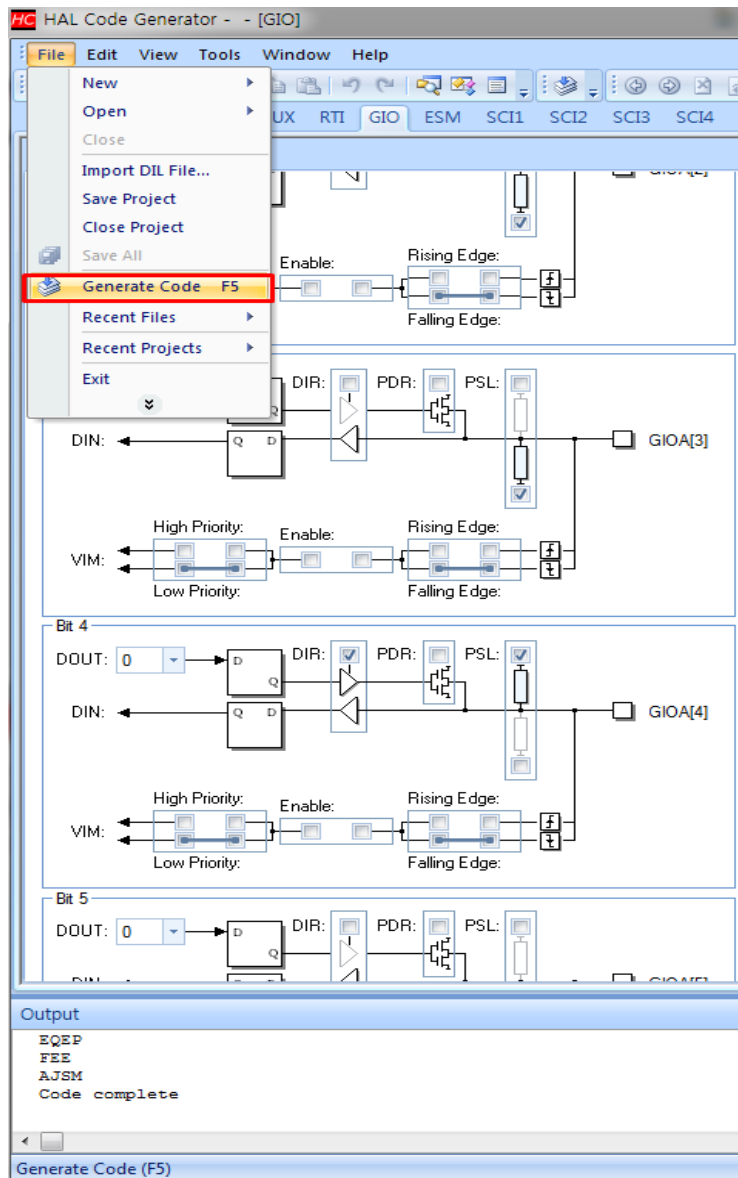 HC HAL Code Generator - - [GIO]
File Edit View Tools Window Help
New
Open
UX RTI GIO ESM SCI1 SCI2 SCI3 SCI4
Close
Import DIL File...
Save Project
Close Project
Save All
Enable: Rising Edge:
Generate Code F5
Falling Edge:
Recent Files
Recent Projects
Exit
DIR: PDR: PSL:
Q
DIN: Q D GIOA[3]
High Priority: Enable: Rising Edge:
VIM:
Low Priority: Falling Edge:
Bit 4
DOUT: 0 D DIR: PDR: PSL:
Q
DIN: Q D GIOA[4]
High Priority: Enable: Rising Edge:
VIM:
Low Priority: Falling Edge:
Bit 5
DOUT: 0 D DIR: PDR: PSL:
Q
Output
EQEP
FEE
AJSM
Code complete
Generate Code (F5)